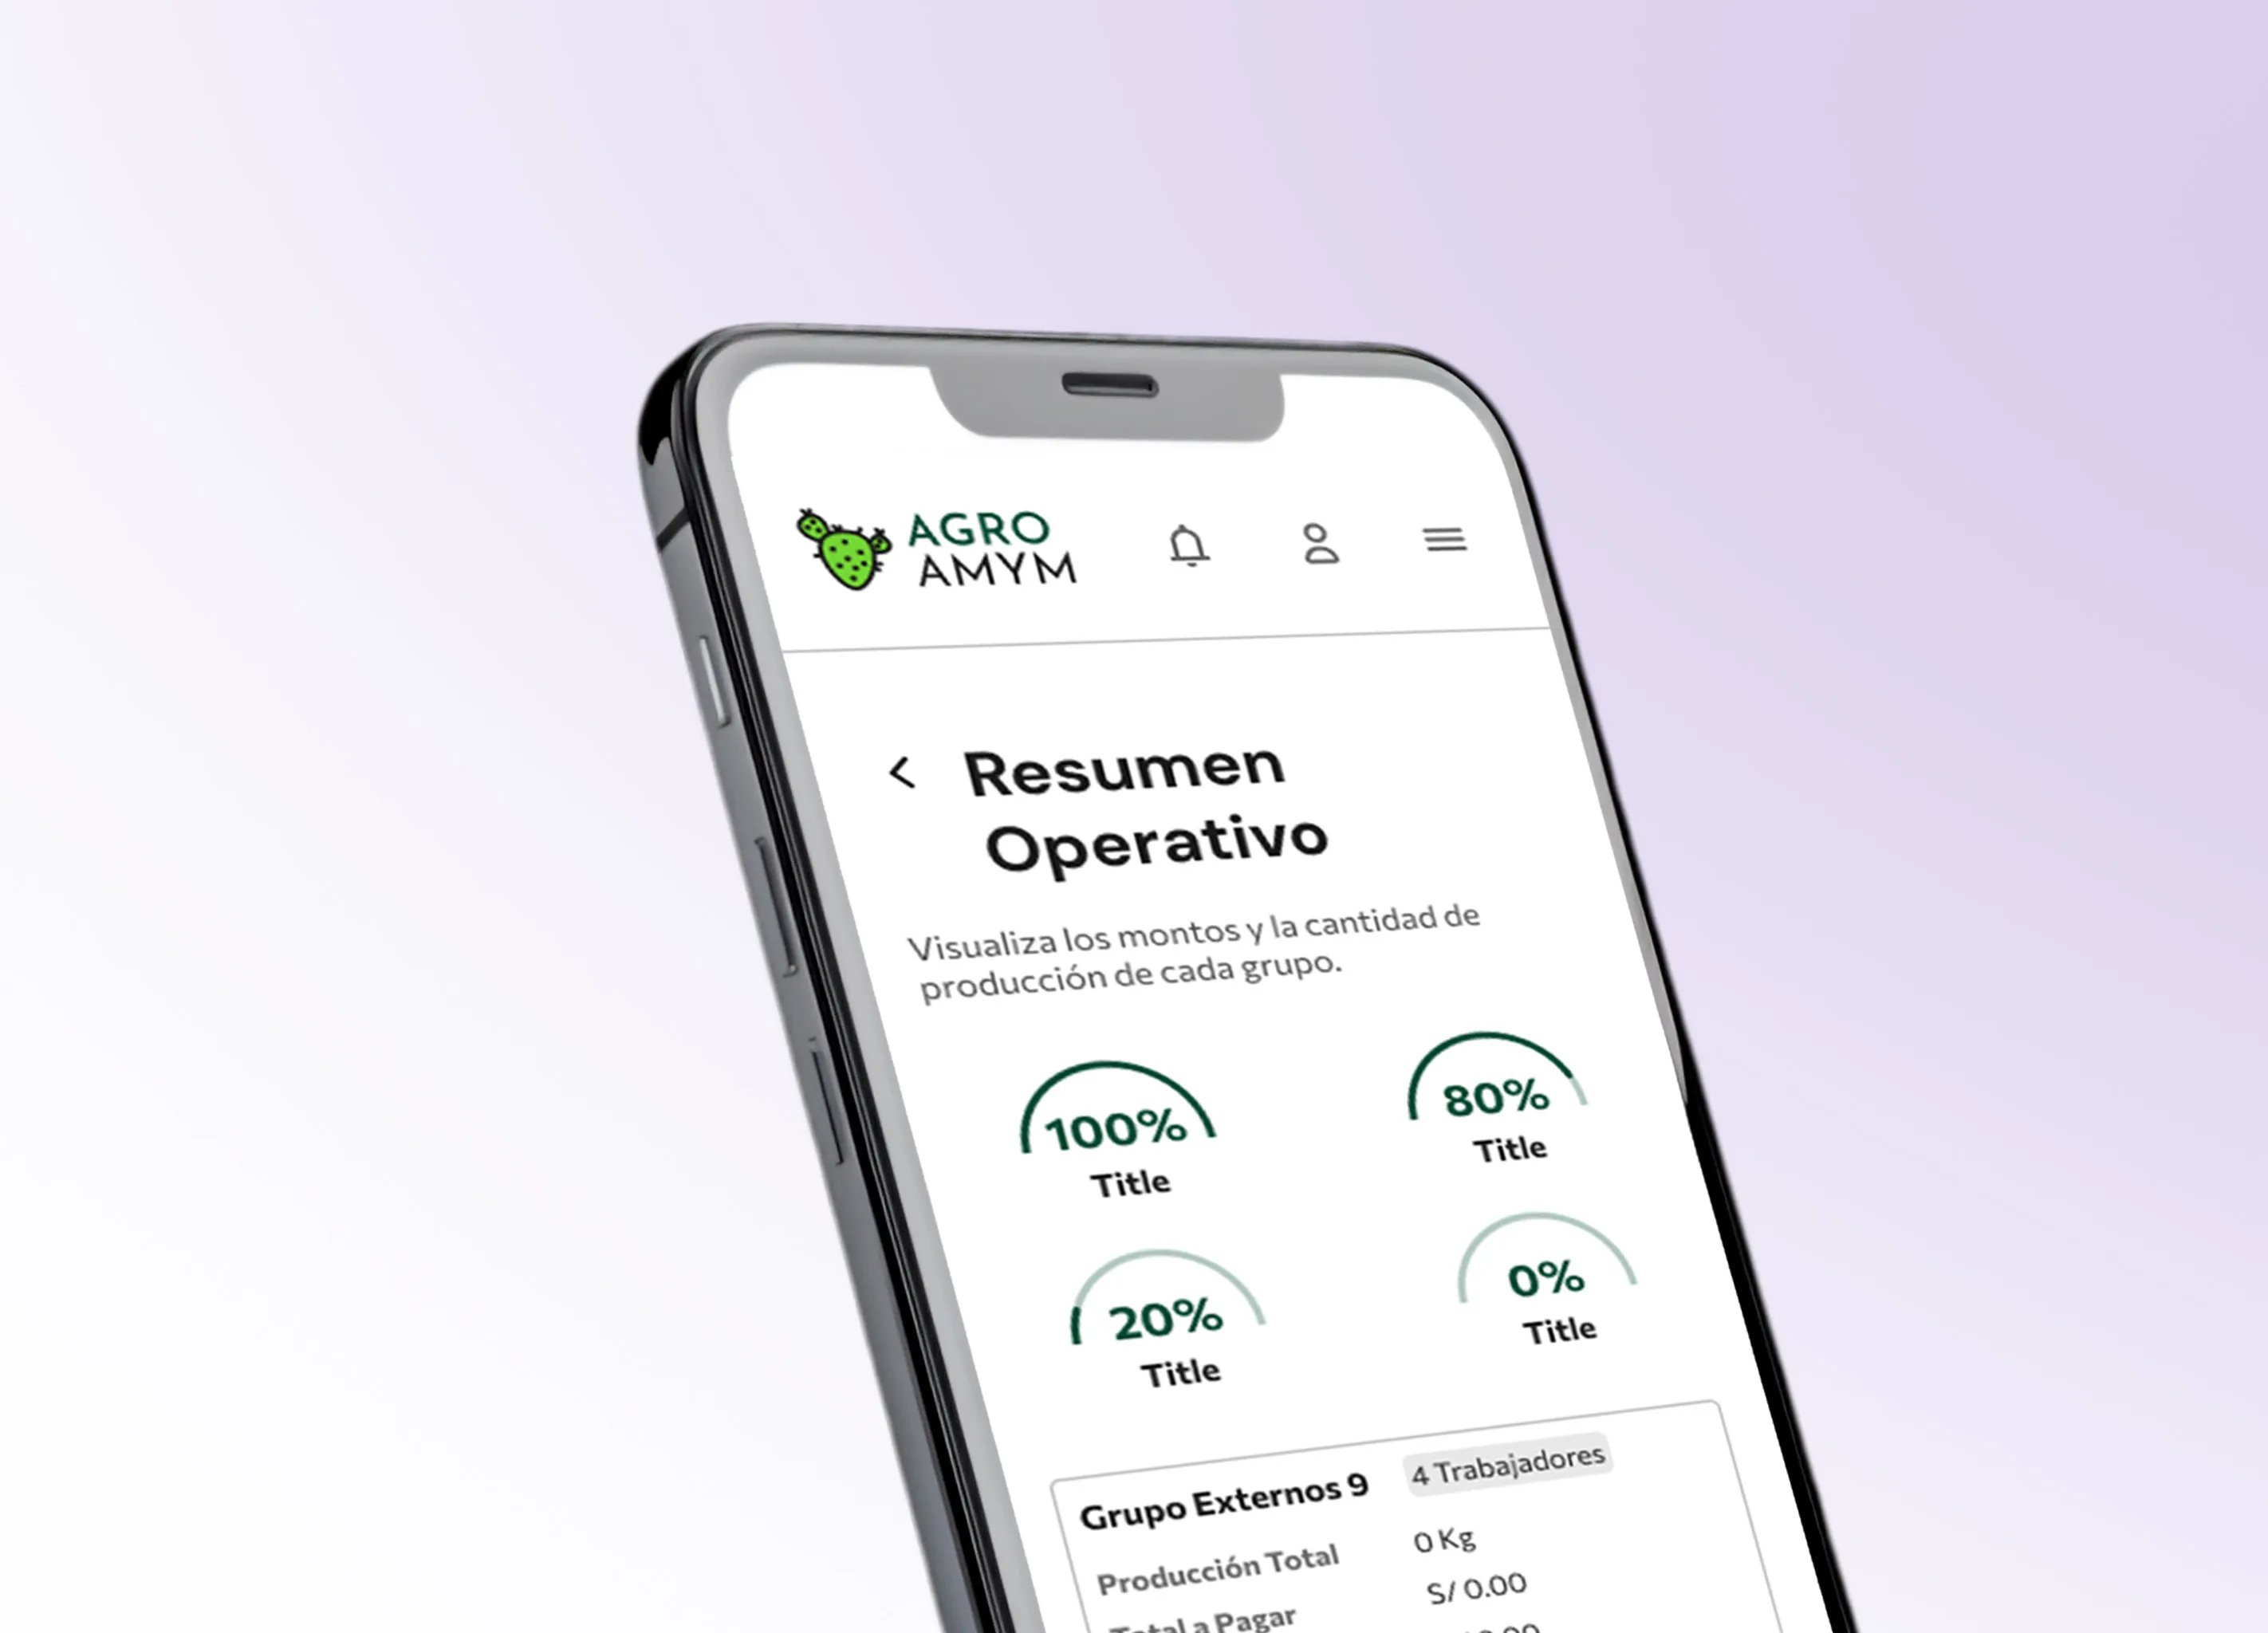 AGRO
AMYM
Resumen
Operativo
Visualiza los montos y la cantidad de
producción de cada grupo.
100%
Title
80%
Title
20%
Title
0%
Title
Grupo Externos 9
4 Trabajadores
Producción Total
0 Kg
Total a Pagar
S/ 0.00